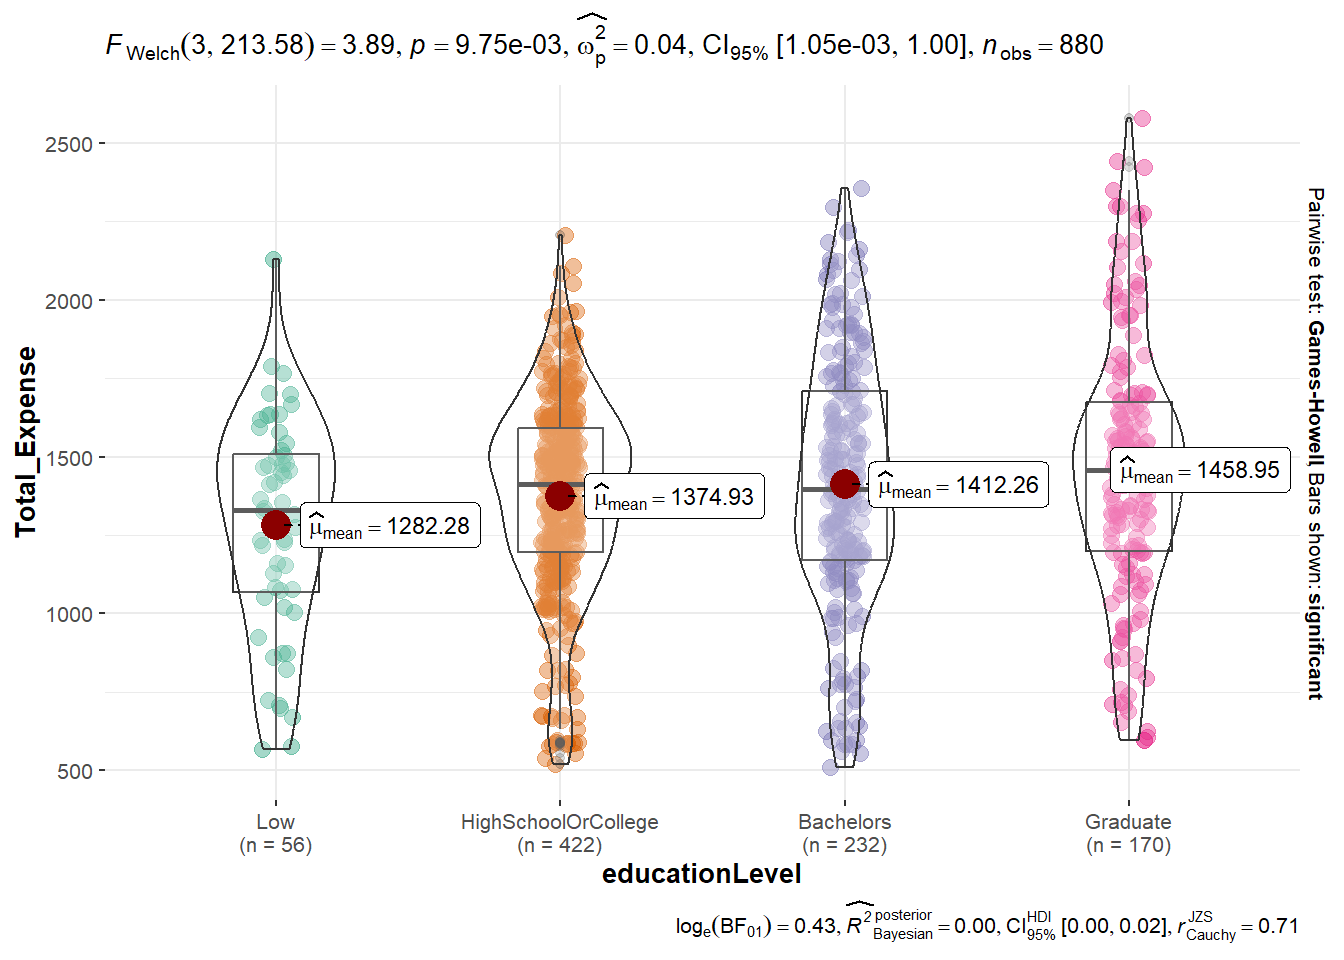 F Welch(3, 213.58) = 3.89, p = 9.75e-03, ω̂²p = 0.04, CI95% [1.05e-03, 1.00], nobs = 880
Total_Expense
2500
2000
1500
1000
500
μ̂mean = 1282.28
μ̂mean = 1374.93
μ̂mean = 1412.26
μ̂mean = 1458.95
Pairwise test: Games-Howell, Bars shown: significant
Low
(n = 56)
HighSchoolOrCollege
(n = 422)
Bachelors
(n = 232)
Graduate
(n = 170)
educationLevel
loge(BF01) = 0.43, R̂² posterior Bayesian = 0.00, CI HDI 95% [0.00, 0.02], r JZS Cauchy = 0.71